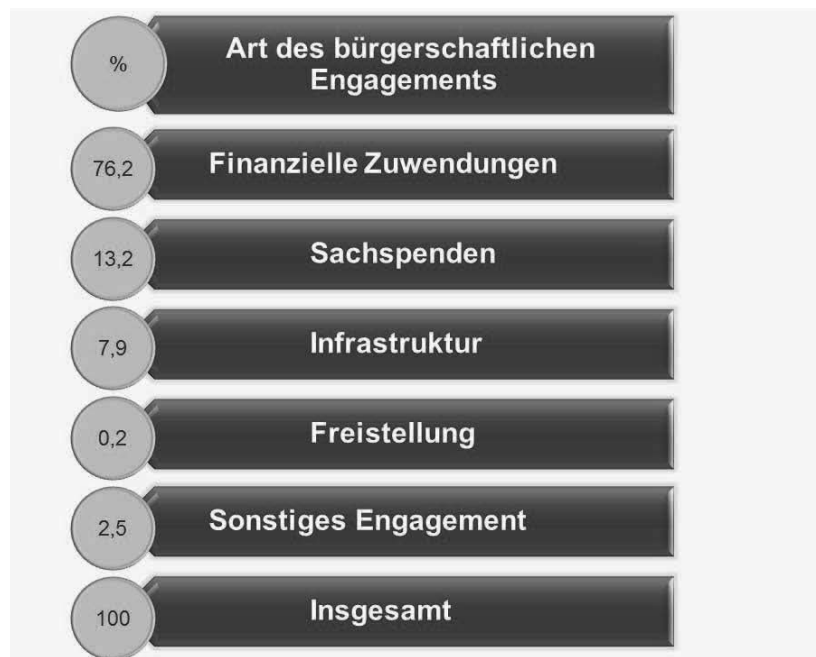 % Art des bürgerschaftlichen
Engagements
76,2 Finanzielle Zuwendungen
13,2 Sachspenden
7,9 Infrastruktur
0,2 Freistellung
2,5 Sonstiges Engagement
100 Insgesamt